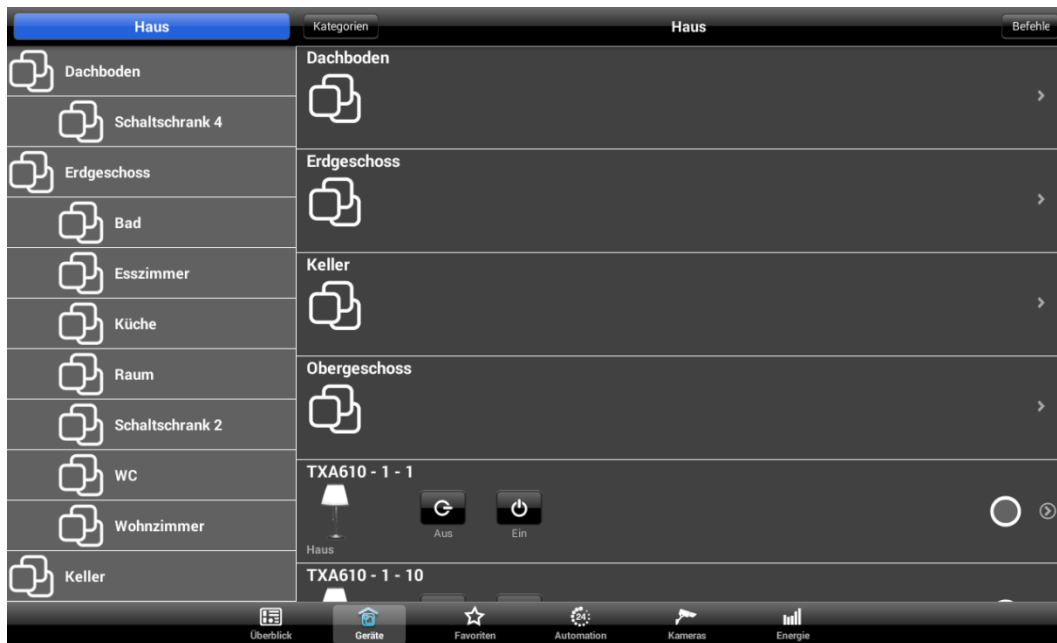 Haus
Kategorien
Haus
Befehle
Dachboden
Schaltschrank 4
Erdgeschoss
Bad
Esszimmer
Küche
Raum
Schaltschrank 2
WC
Wohnzimmer
Keller
Dachboden
Erdgeschoss
Keller
Obergeschoss
TXA610 - 1 - 1
Aus
Ein
Haus
TXA610 - 1 - 10
Überblick
Geräte
Favoriten
24
Automation
Kameras
Energie